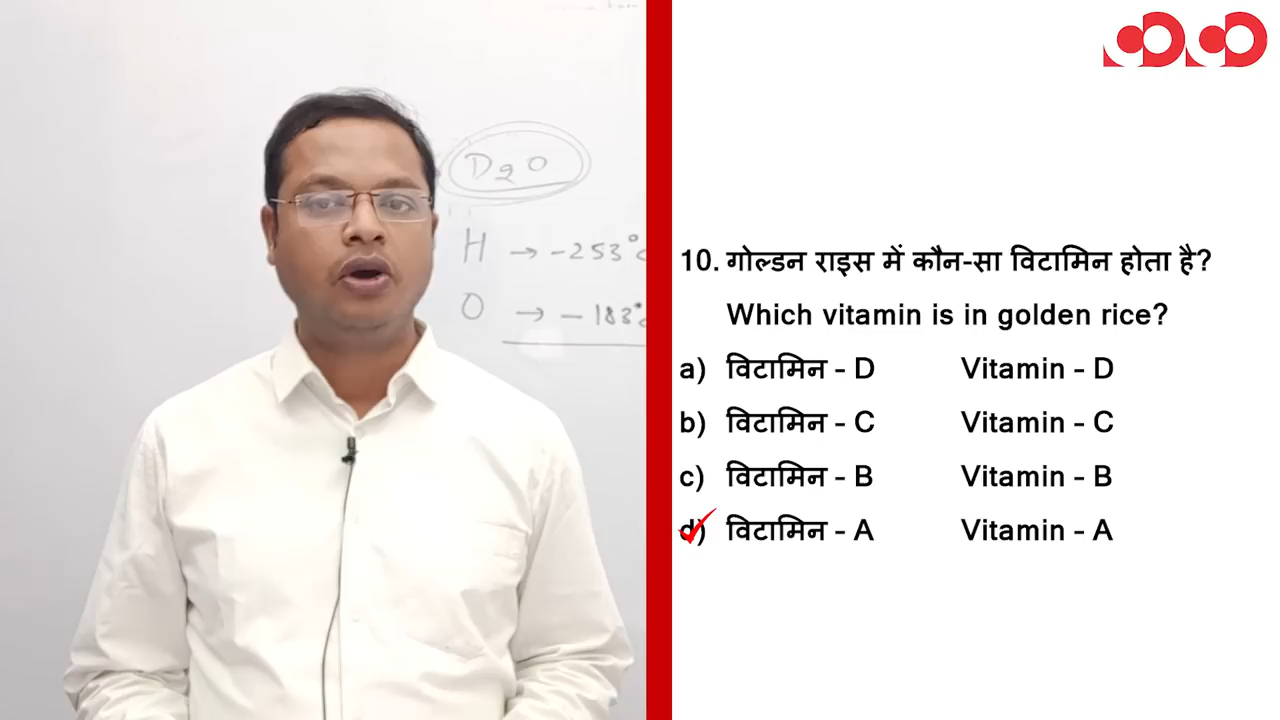 D2O
H → -253°
O → - 183°
10. गोल्डन राइस में कौन-सा विटामिन होता है?
Which vitamin is in golden rice?
a) विटामिन - D Vitamin - D
b) विटामिन - C Vitamin - C
c) विटामिन - B Vitamin - B
d) विटामिन - A Vitamin - A